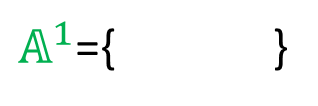 𝔸¹={ }